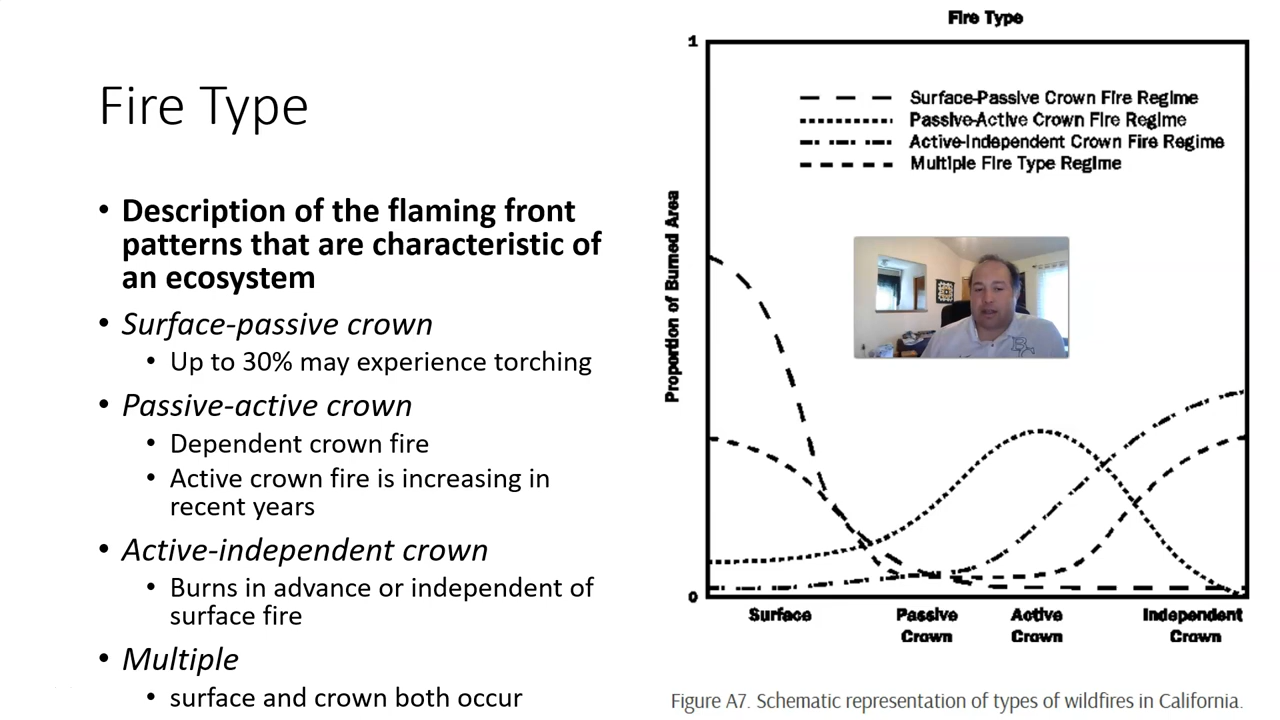 Fire Type
• Description of the flaming front
patterns that are characteristic of
an ecosystem
• Surface-passive crown
• Up to 30% may experience torching
• Passive-active crown
• Dependent crown fire
• Active crown fire is increasing in
recent years
• Active-independent crown
• Burns in advance or independent of
surface fire
• Multiple
• surface and crown both occur
Fire Type
1
Surface-Passive Crown Fire Regime
Passive-Active Crown Fire Regime
Active-Independent Crown Fire Regime
Multiple Fire Type Regime
Proportion of Burned Area
0
Surface
Passive
Crown
Active
Crown
Independent
Crown
Figure A7. Schematic representation of types of wildfires in California.